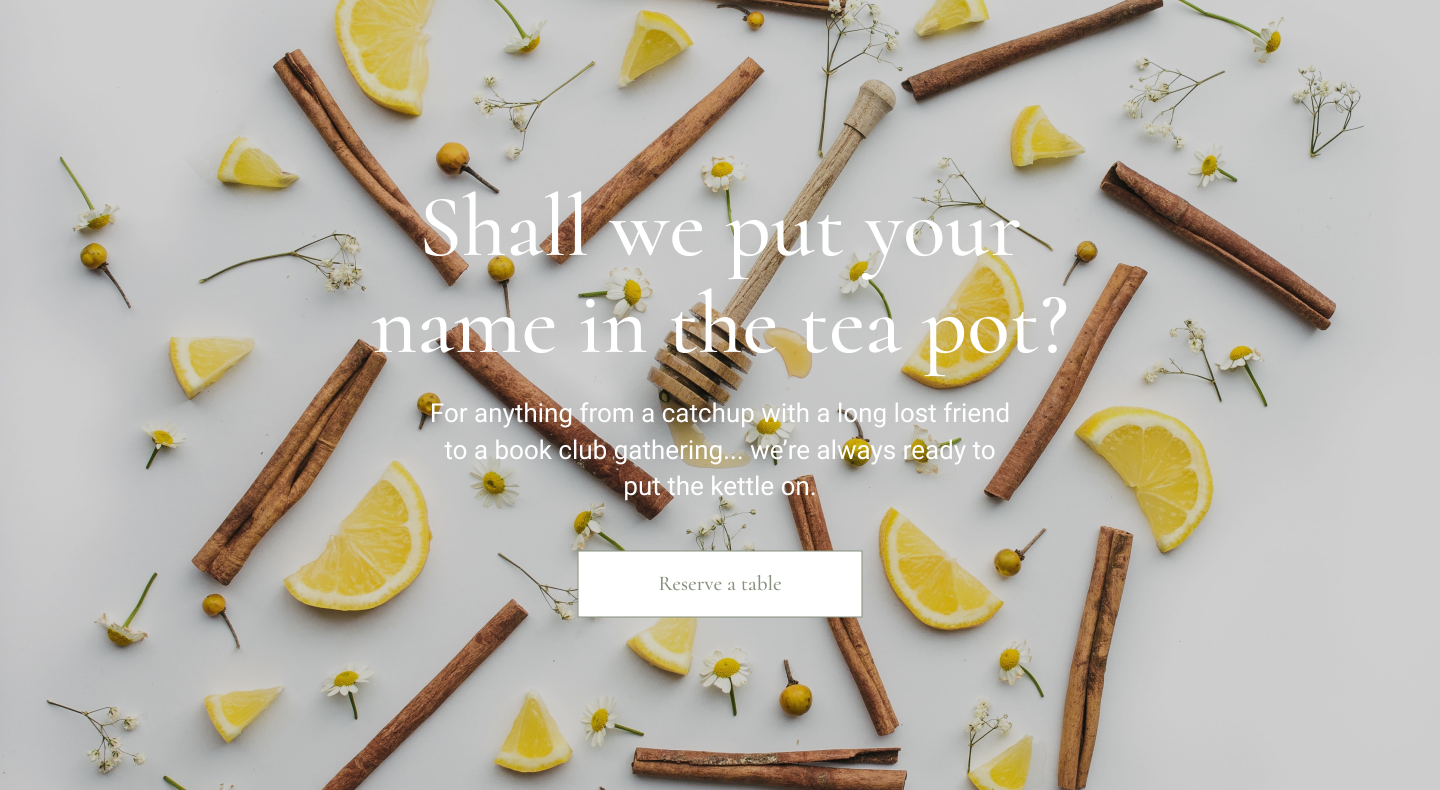 Shall we put your
name in the tea pot?
For anything from a catchup with a long lost friend
to a book club gathering... we’re always ready to
put the kettle on.
Reserve a table